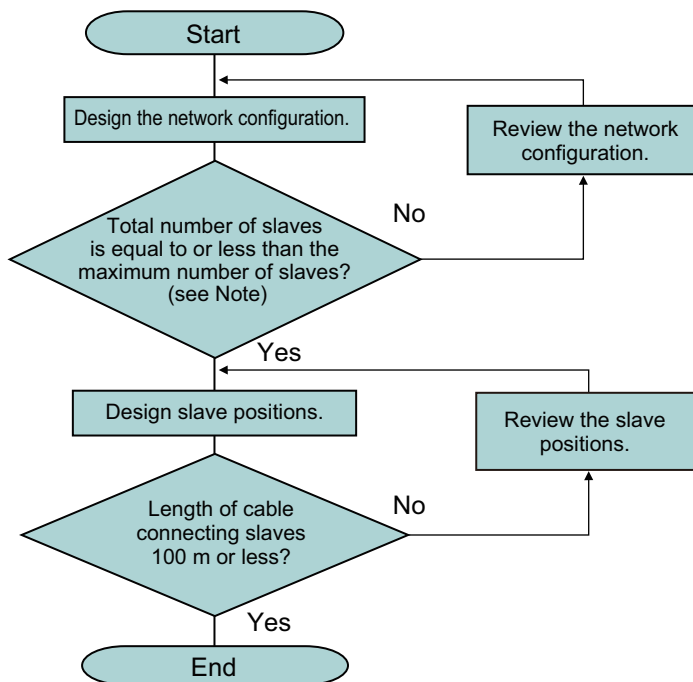 Start
Design the network configuration.
Review the network
configuration.
Total number of slaves
is equal to or less than the
maximum number of slaves?
(see Note)
No
Yes
Design slave positions.
Review the slave
positions.
Length of cable
connecting slaves
100 m or less?
No
Yes
End